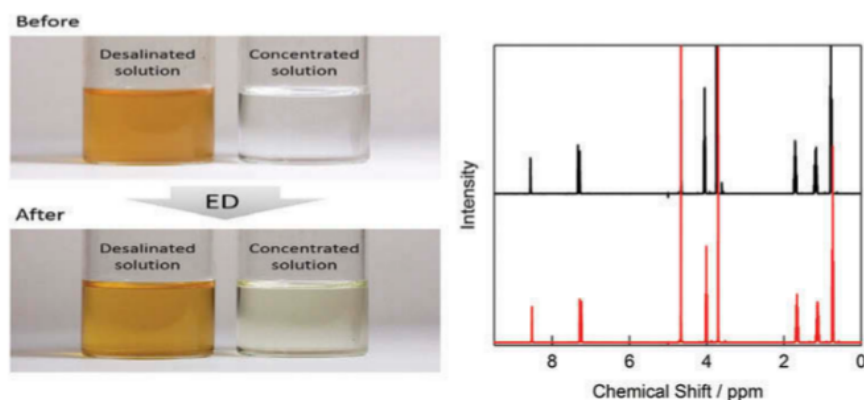 Before
Desalinated
solution
Concentrated
solution
ED
After
Desalinated
solution
Concentrated
solution
Intensity
8
6
4
2
0
Chemical Shift / ppm